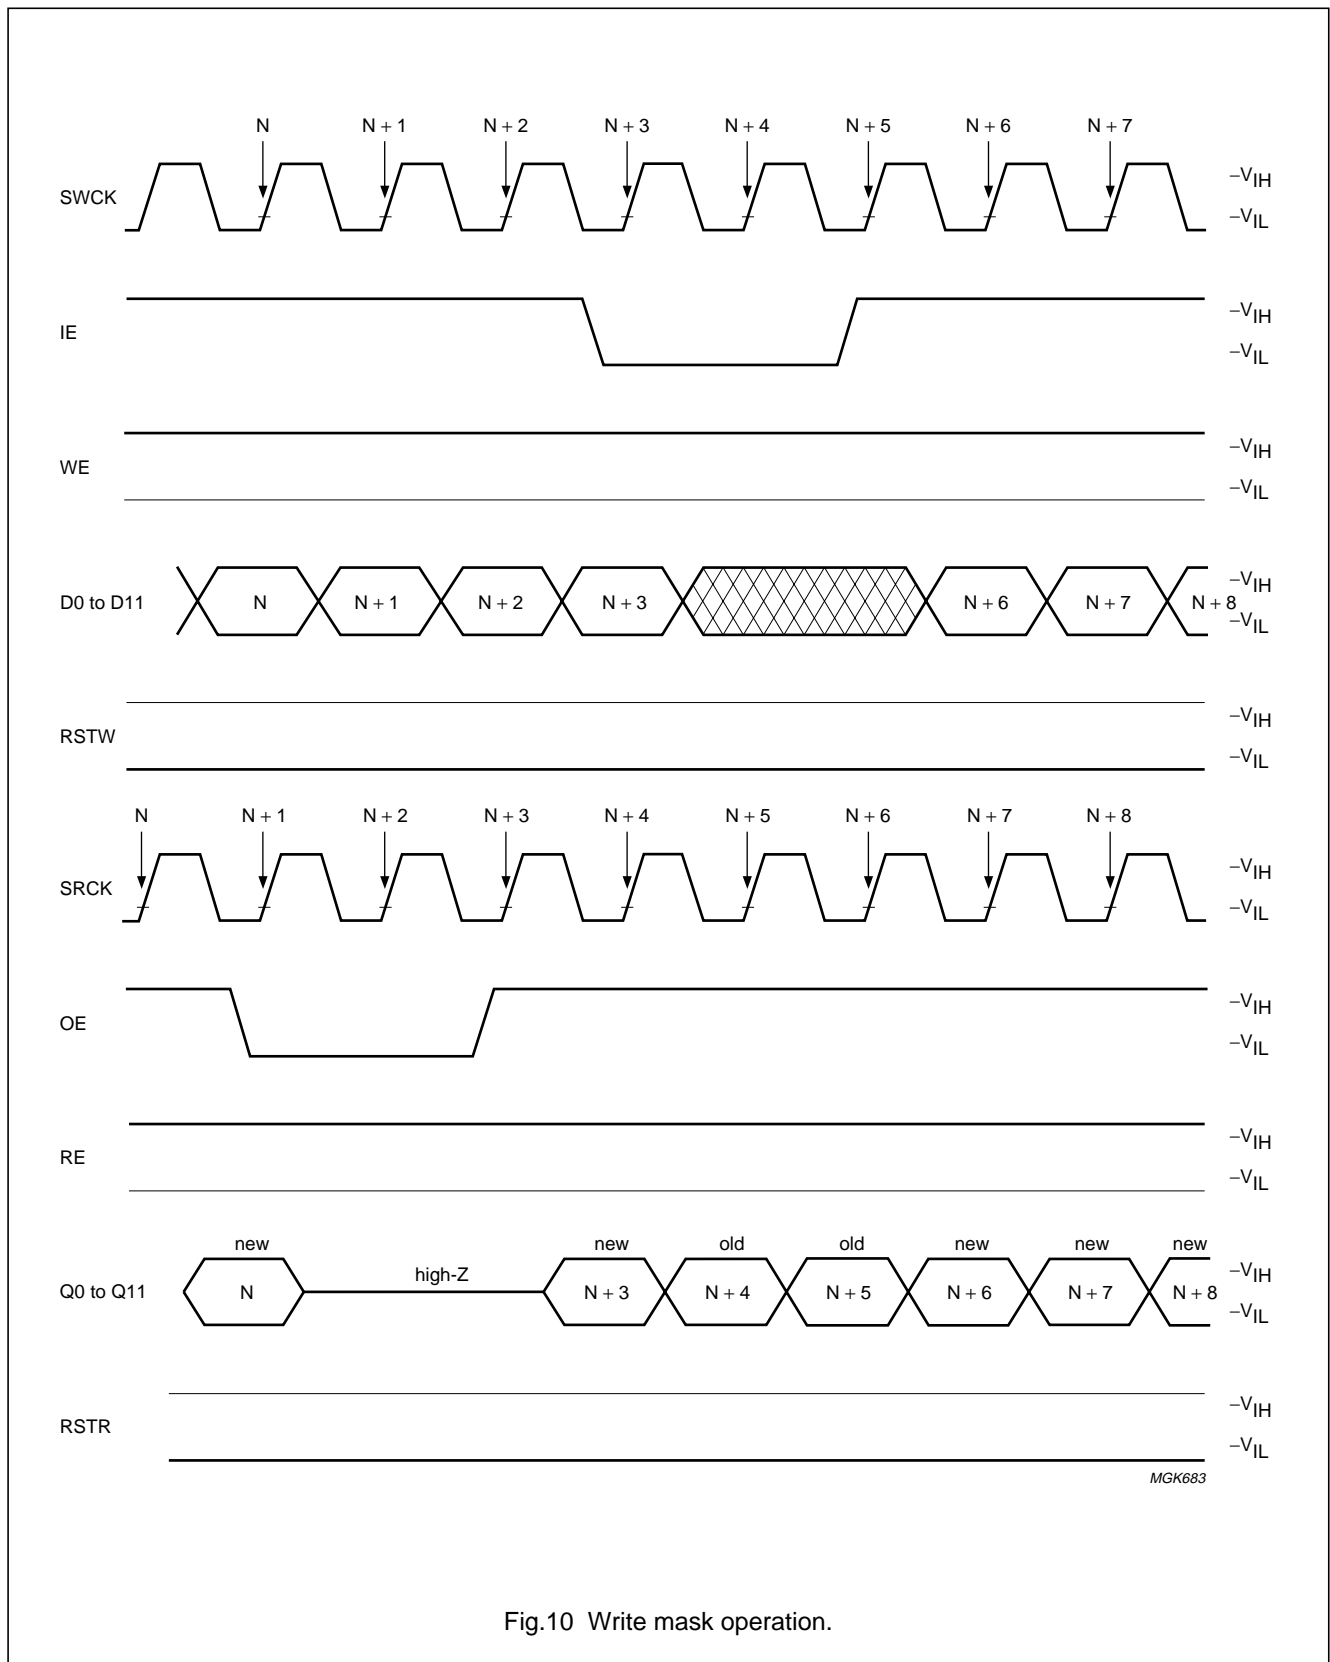 N N + 1 N + 2 N + 3 N + 4 N + 5 N + 6 N + 7
SWCK
–VIH
–VIL
IE
–VIH
–VIL
WE
–VIH
–VIL
D0 to D11
N N + 1 N + 2 N + 3 N + 6 N + 7 N + 8
–VIH
–VIL
RSTW
–VIH
–VIL
N N + 1 N + 2 N + 3 N + 4 N + 5 N + 6 N + 7 N + 8
SRCK
–VIH
–VIL
OE
–VIH
–VIL
RE
–VIH
–VIL
new new old old new new new
Q0 to Q11
N high-Z N + 3 N + 4 N + 5 N + 6 N + 7 N + 8
–VIH
–VIL
RSTR
–VIH
–VIL
MGK683
Fig.10 Write mask operation.